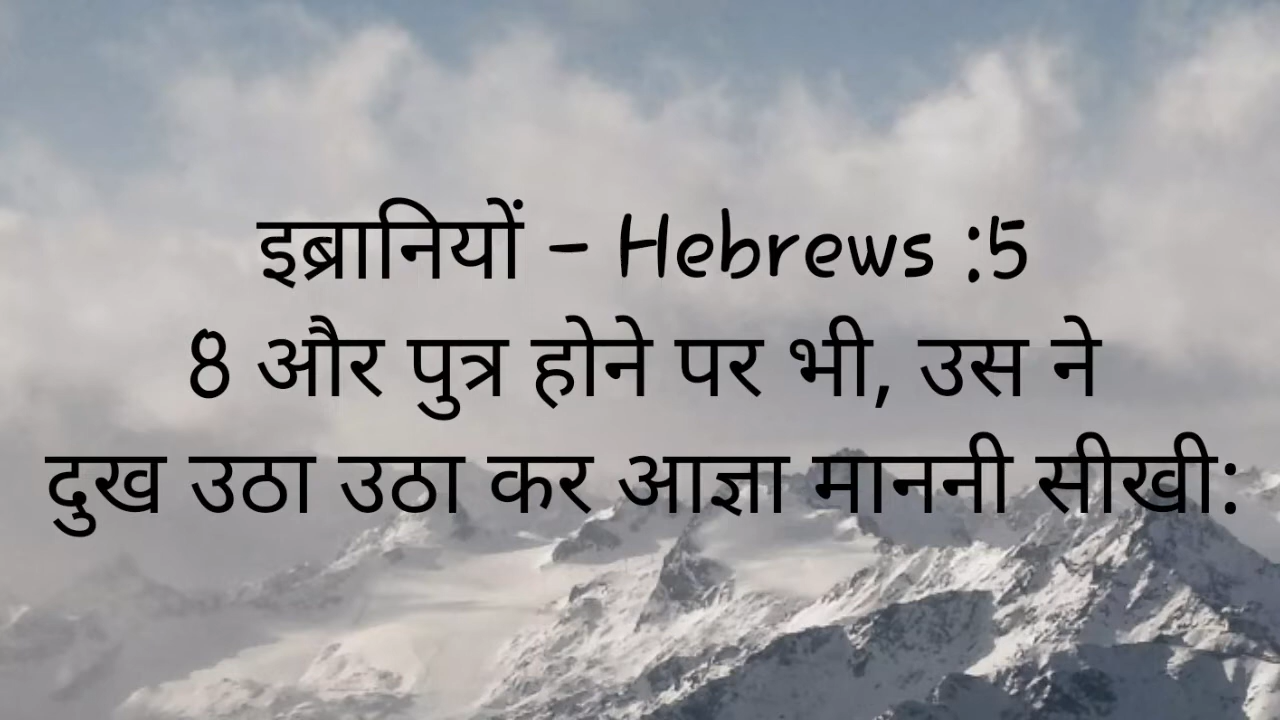 इब्रानियों - Hebrews :5
8 और पुत्र होने पर भी, उस ने
दुख उठा उठा कर आज्ञा माननी सीखी: